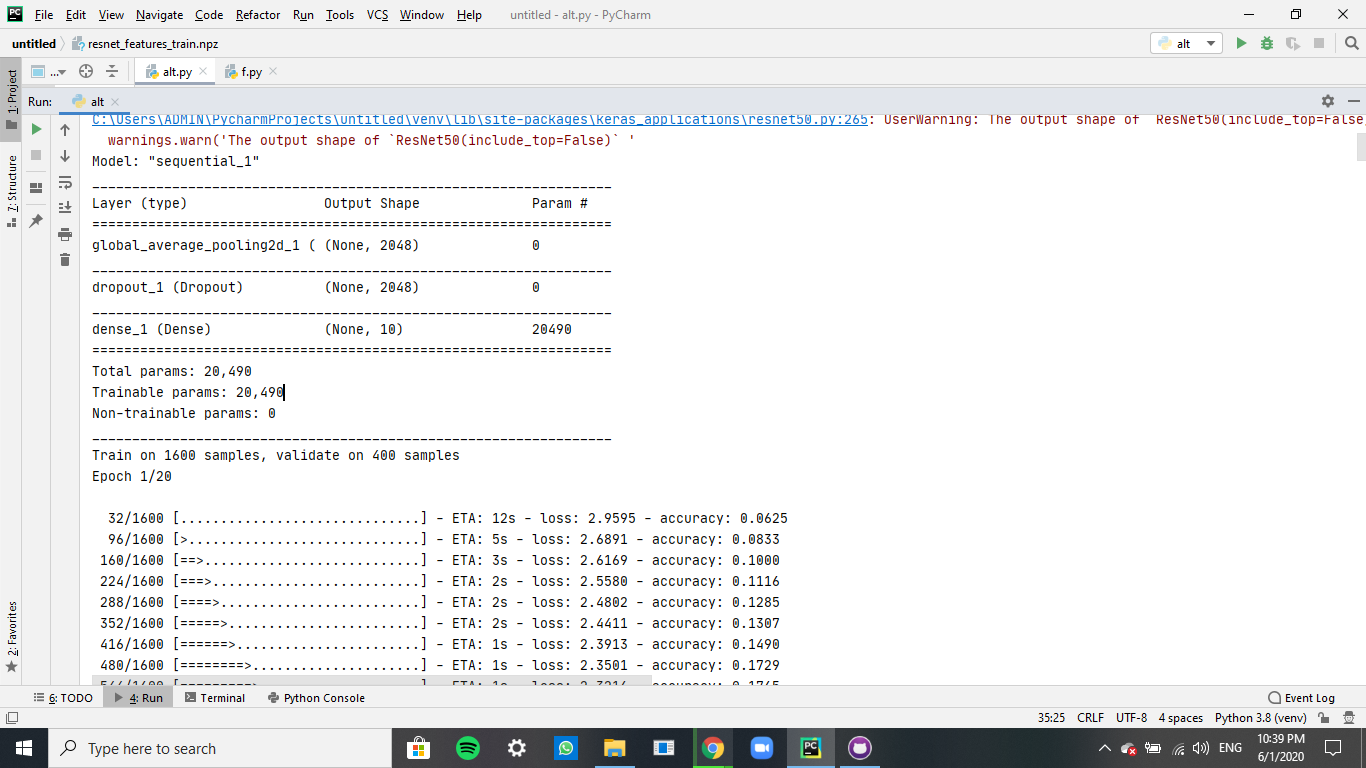 File Edit View Navigate Code Refactor Run Tools VCS Window Help untitled - alt.py - PyCharm
untitled resnet_features_train.npz alt
1: Project ... alt.py f.py
Run: alt
C:\Users\ADMIN\PycharmProjects\untitled\venv\lib\site-packages\keras_applications\resnet50.py:265: UserWarning: The output shape of `ResNet50(include_top=False)
warnings.warn('The output shape of `ResNet50(include_top=False)` '
Model: "sequential_1"
_________________________________________________________________
Layer (type) Output Shape Param #
=================================================================
global_average_pooling2d_1 ( (None, 2048) 0
_________________________________________________________________
dropout_1 (Dropout) (None, 2048) 0
_________________________________________________________________
dense_1 (Dense) (None, 10) 20490
=================================================================
Total params: 20,490
Trainable params: 20,490
Non-trainable params: 0
_________________________________________________________________
Train on 1600 samples, validate on 400 samples
Epoch 1/20
32/1600 [..............................] - ETA: 12s - loss: 2.9595 - accuracy: 0.0625
96/1600 [>.............................] - ETA: 5s - loss: 2.6891 - accuracy: 0.0833
160/1600 [==>...........................] - ETA: 3s - loss: 2.6169 - accuracy: 0.1000
224/1600 [===>..........................] - ETA: 2s - loss: 2.5580 - accuracy: 0.1116
288/1600 [====>.........................] - ETA: 2s - loss: 2.4802 - accuracy: 0.1285
352/1600 [=====>........................] - ETA: 2s - loss: 2.4411 - accuracy: 0.1307
416/1600 [======>.......................] - ETA: 1s - loss: 2.3913 - accuracy: 0.1490
480/1600 [========>.....................] - ETA: 1s - loss: 2.3501 - accuracy: 0.1729
7: Structure
2: Favorites
6: TODO 4: Run Terminal Python Console Event Log
35:25 CRLF UTF-8 4 spaces Python 3.8 (venv)
Type here to search ENG 10:39 PM
6/1/2020